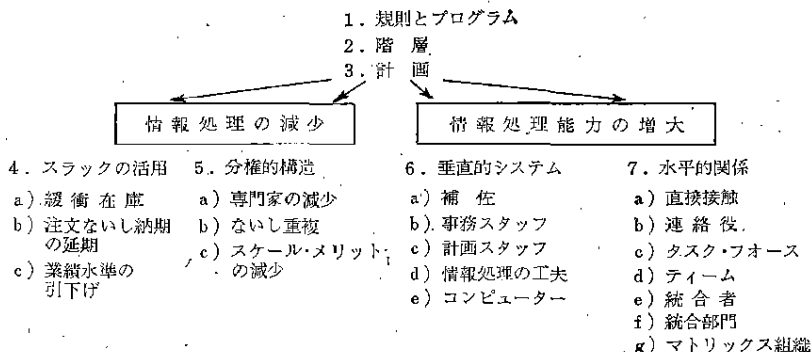 1. 規則とプログラム
2. 階 層
3. 計 画
情報処理の減少
情報処理能力の増大
4. スラックの活用
a) 緩衝在庫
b) 注文ないし納期
の延期
c) 業績水準の
引下げ
5. 分権的構造
a) 専門家の減少
b) ないし重複
c) スケール・メリット
の減少
6. 垂直的システム
a) 補 佐
b) 事務スタッフ
c) 計画スタッフ
d) 情報処理の工夫
e) コンピューター
7. 水平的関係
a) 直接接触
b) 連絡役
c) タスク・フオース
d) ティーム
e) 統合者
f) 統合部門
g) マトリックス組織